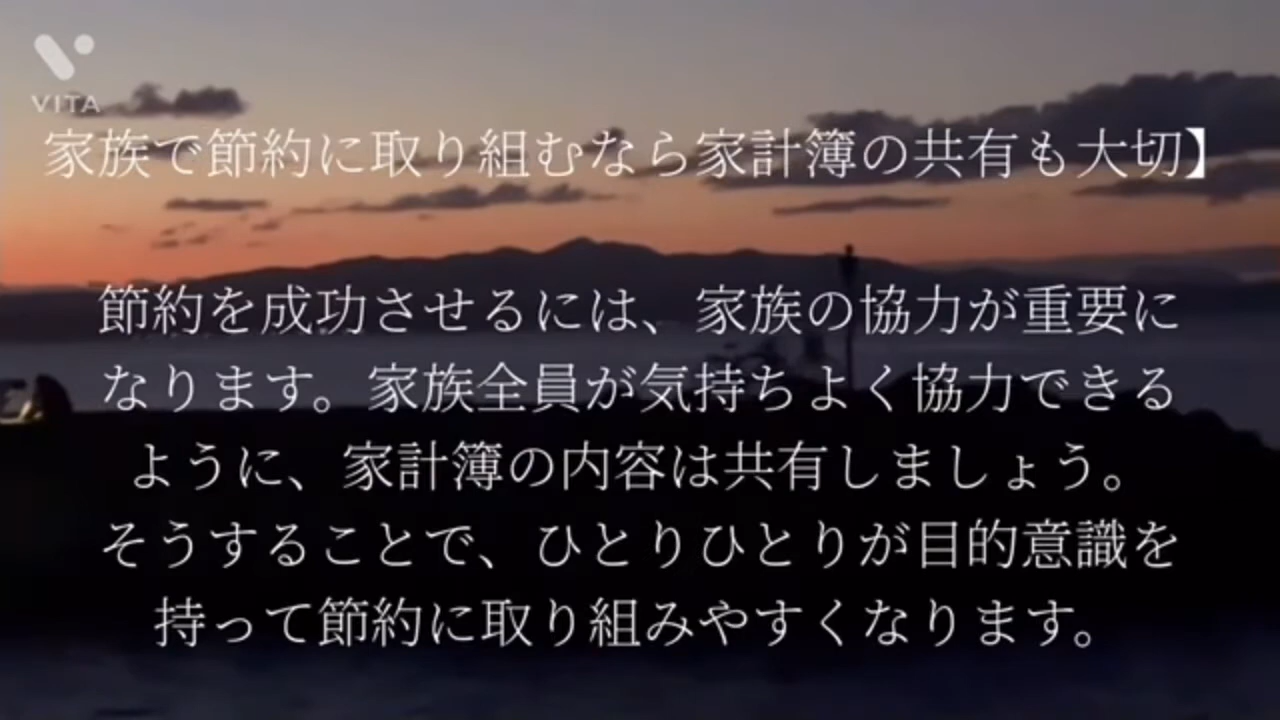 VITA
家族で節約に取り組むなら家計簿の共有も大切】
節約を成功させるには、家族の協力が重要に
なります。家族全員が気持ちよく協力できる
ように、家計簿の内容は共有しましょう。
そうすることで、ひとりひとりが目的意識を
持って節約に取り組みやすくなります。